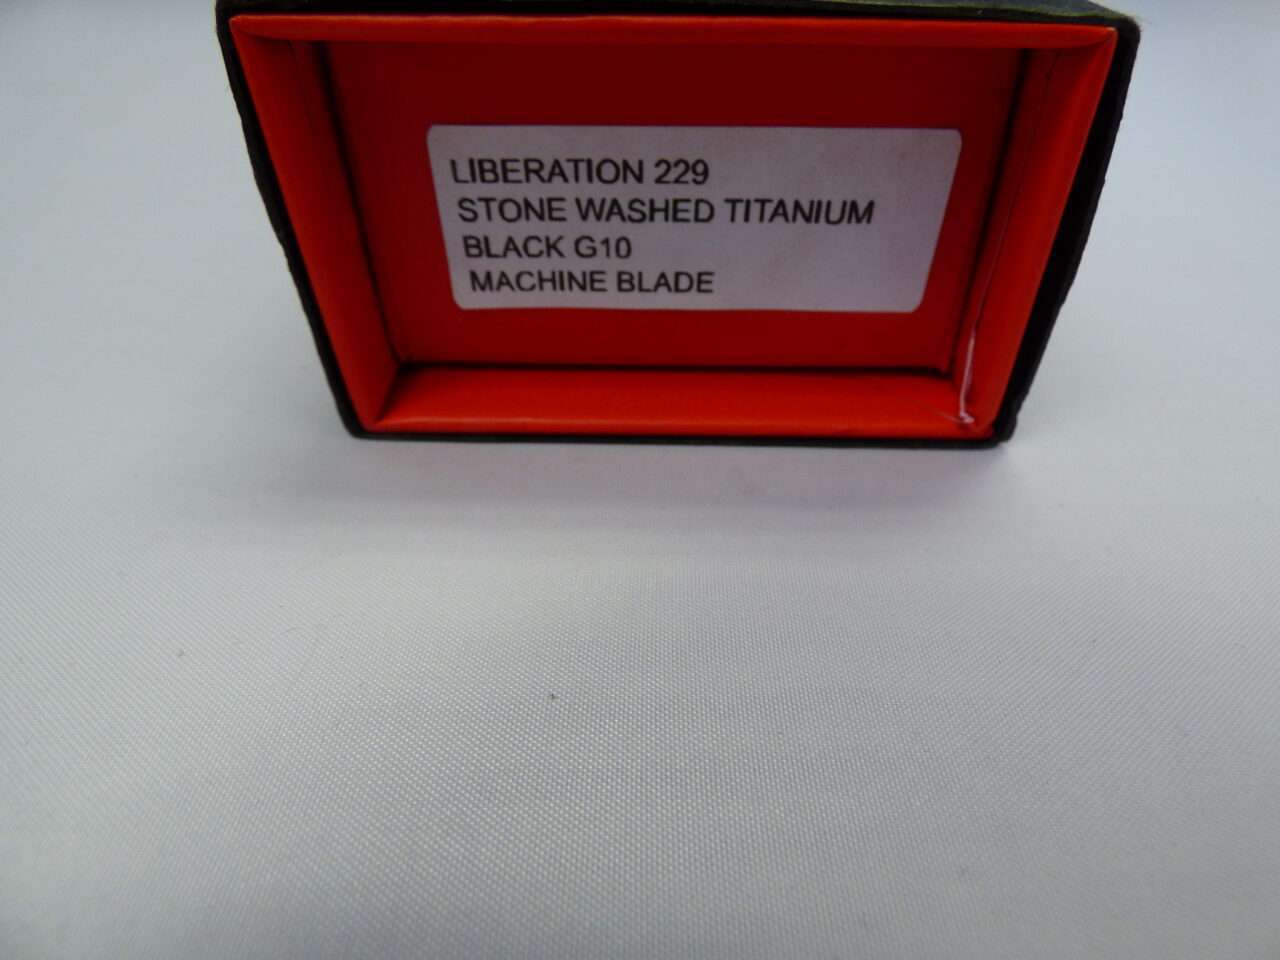 LIBERATION 229
STONE WASHED TITANIUM
BLACK G10
MACHINE BLADE